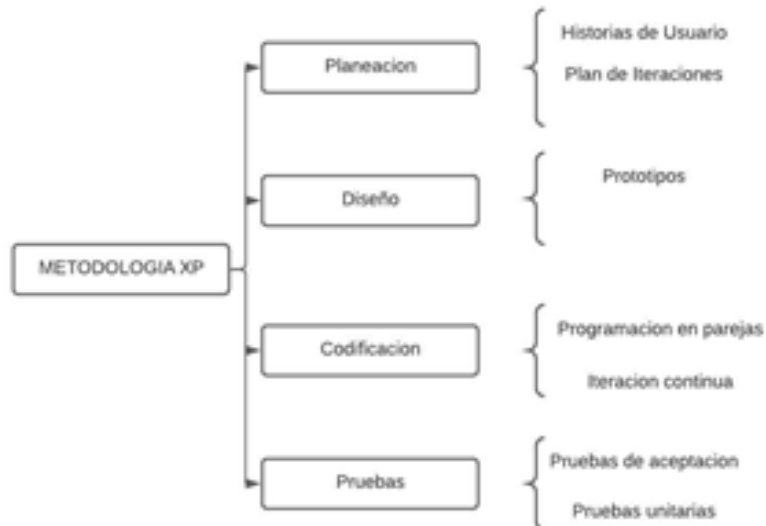 Historias de Usuario
Planeacion
Plan de Iteraciones
Prototipos
Diseño
METODOLOGIA XP
Programacion en parejas
Codificacion
Iteracion continua
Pruebas de aceptacion
Pruebas
Pruebas unitarias